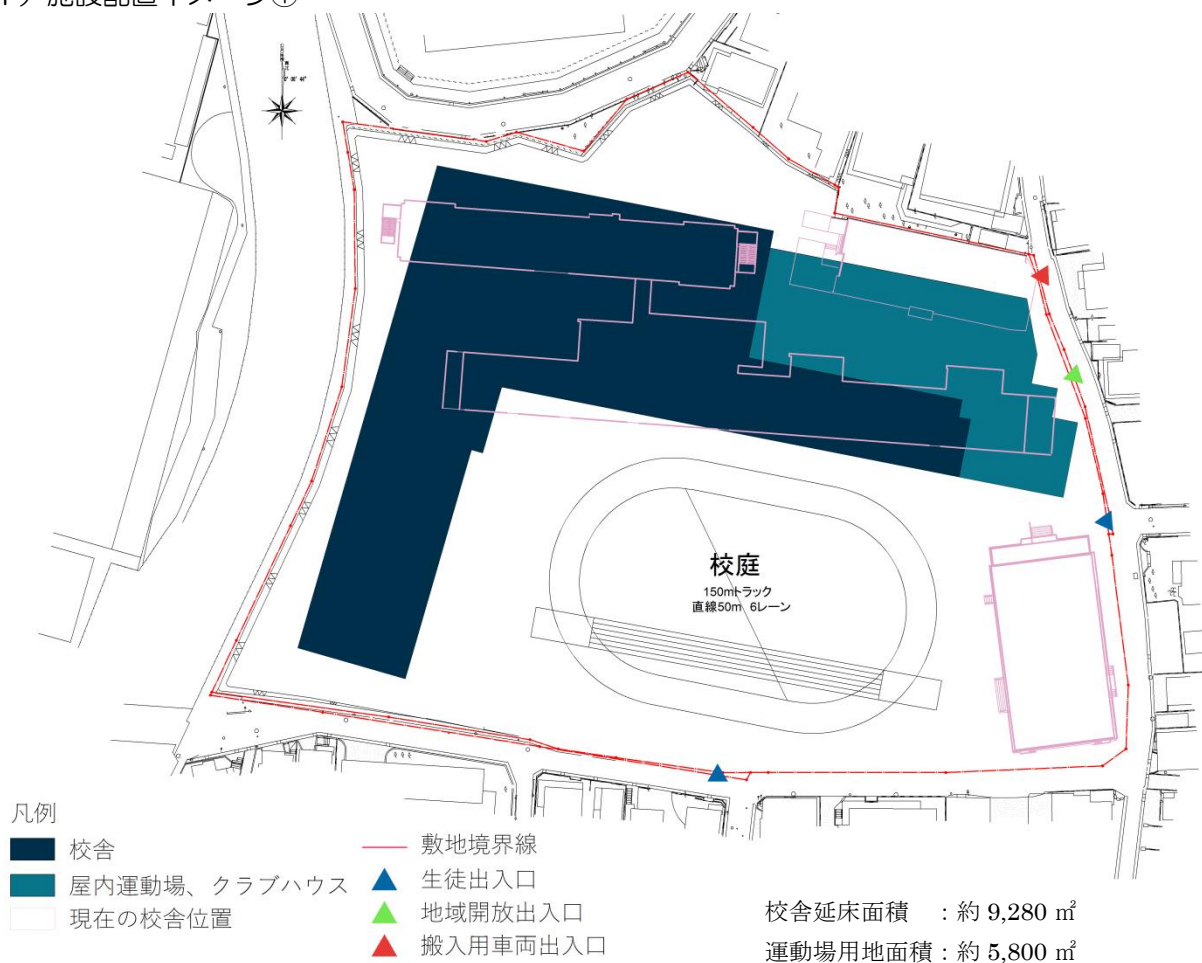 施設配置イメージ①
校庭
150mトラック
直線50m 6レーン
凡例
校舎
屋内運動場、クラブハウス
現在の校舎位置
敷地境界線
生徒出入口
地域開放出入口
搬入用車両出入口
校舎延床面積 ：約 9,280 ㎡
運動場用地面積：約 5,800 ㎡